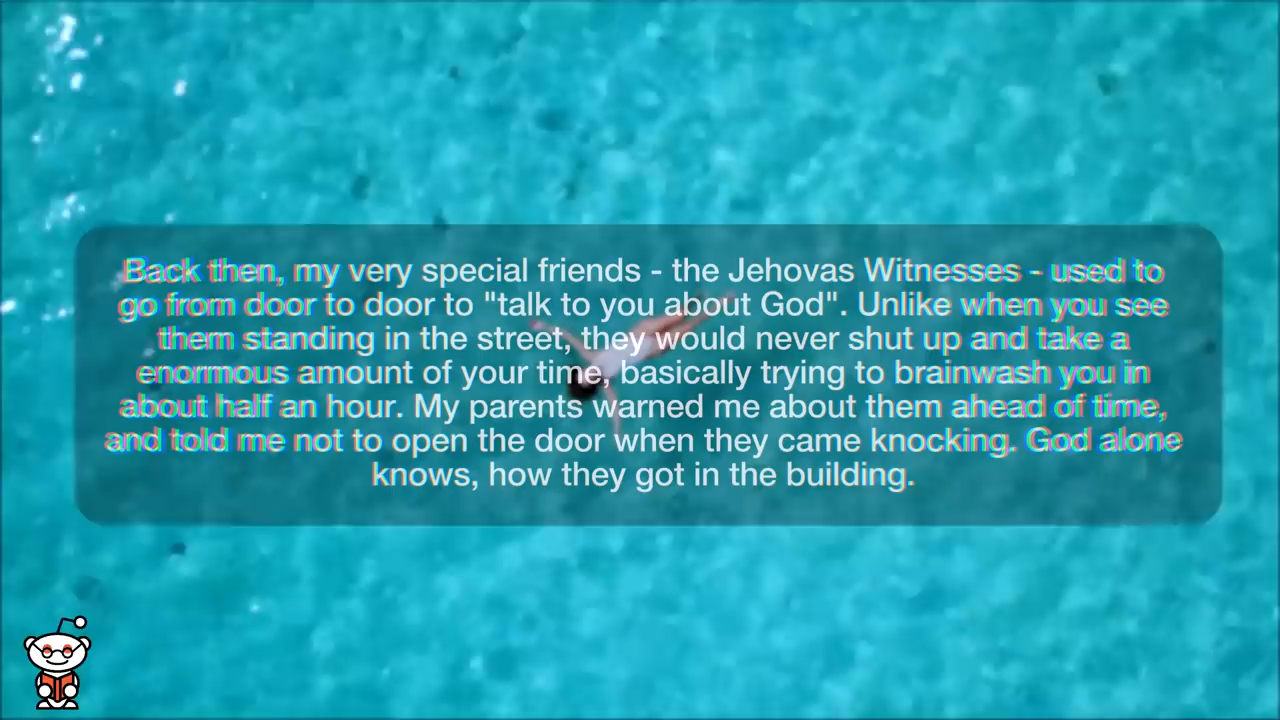 Back then, my very special friends - the Jehovas Witnesses - used to
go from door to door to "talk to you about God". Unlike when you see
them standing in the street, they would never shut up and take a
enormous amount of your time, basically trying to brainwash you in
about half an hour. My parents warned me about them ahead of time,
and told me not to open the door when they came knocking. God alone
knows, how they got in the building.